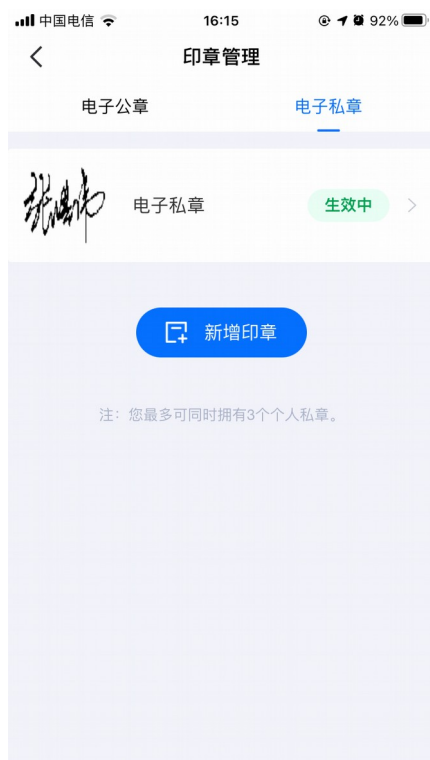 中国电信 16:15 92%
印章管理
电子公章 电子私章
电子私章 生效中
新增印章
注：您最多可同时拥有3个个人私章。